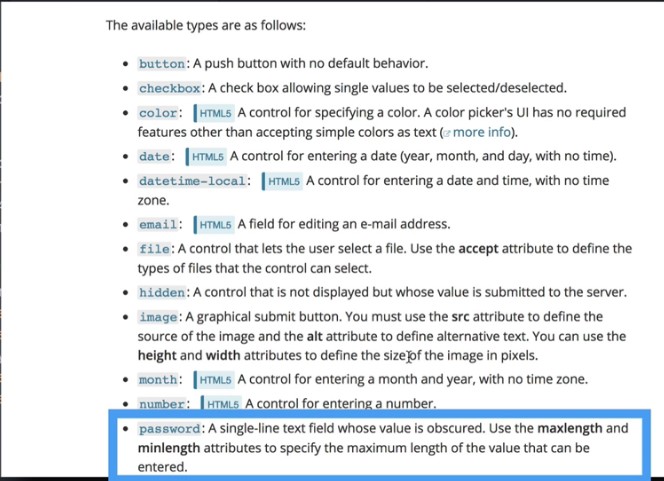 The available types are as follows:
• button: A push button with no default behavior.
• checkbox: A check box allowing single values to be selected/deselected.
• color: HTML5 A control for specifying a color. A color picker's UI has no required
features other than accepting simple colors as text (more info).
• date: HTML5 A control for entering a date (year, month, and day, with no time).
• datetime-local: HTML5 A control for entering a date and time, with no time
zone.
• email: HTML5 A field for editing an e-mail address.
• file: A control that lets the user select a file. Use the accept attribute to define the
types of files that the control can select.
• hidden: A control that is not displayed but whose value is submitted to the server.
• image: A graphical submit button. You must use the src attribute to define the
source of the image and the alt attribute to define alternative text. You can use the
height and width attributes to define the size of the image in pixels.
• month: HTML5 A control for entering a month and year, with no time zone.
• number: HTML5 A control for entering a number.
• password: A single-line text field whose value is obscured. Use the maxlength and
minlength attributes to specify the maximum length of the value that can be
entered.